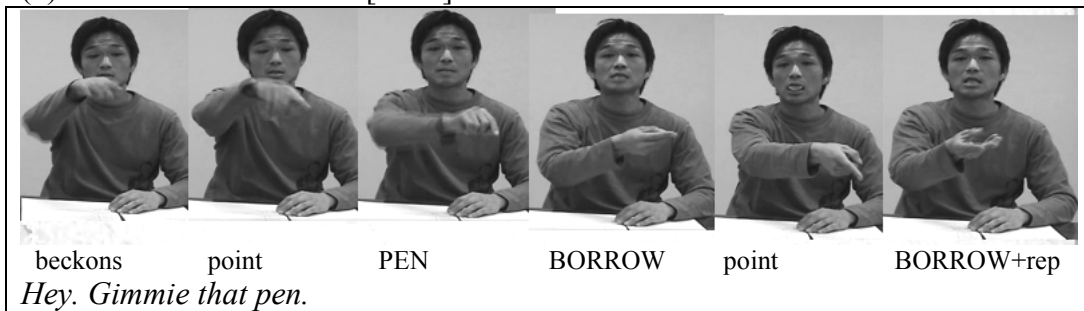 beckons point PEN BORROW point BORROW+rep
Hey. Gimmie that pen.